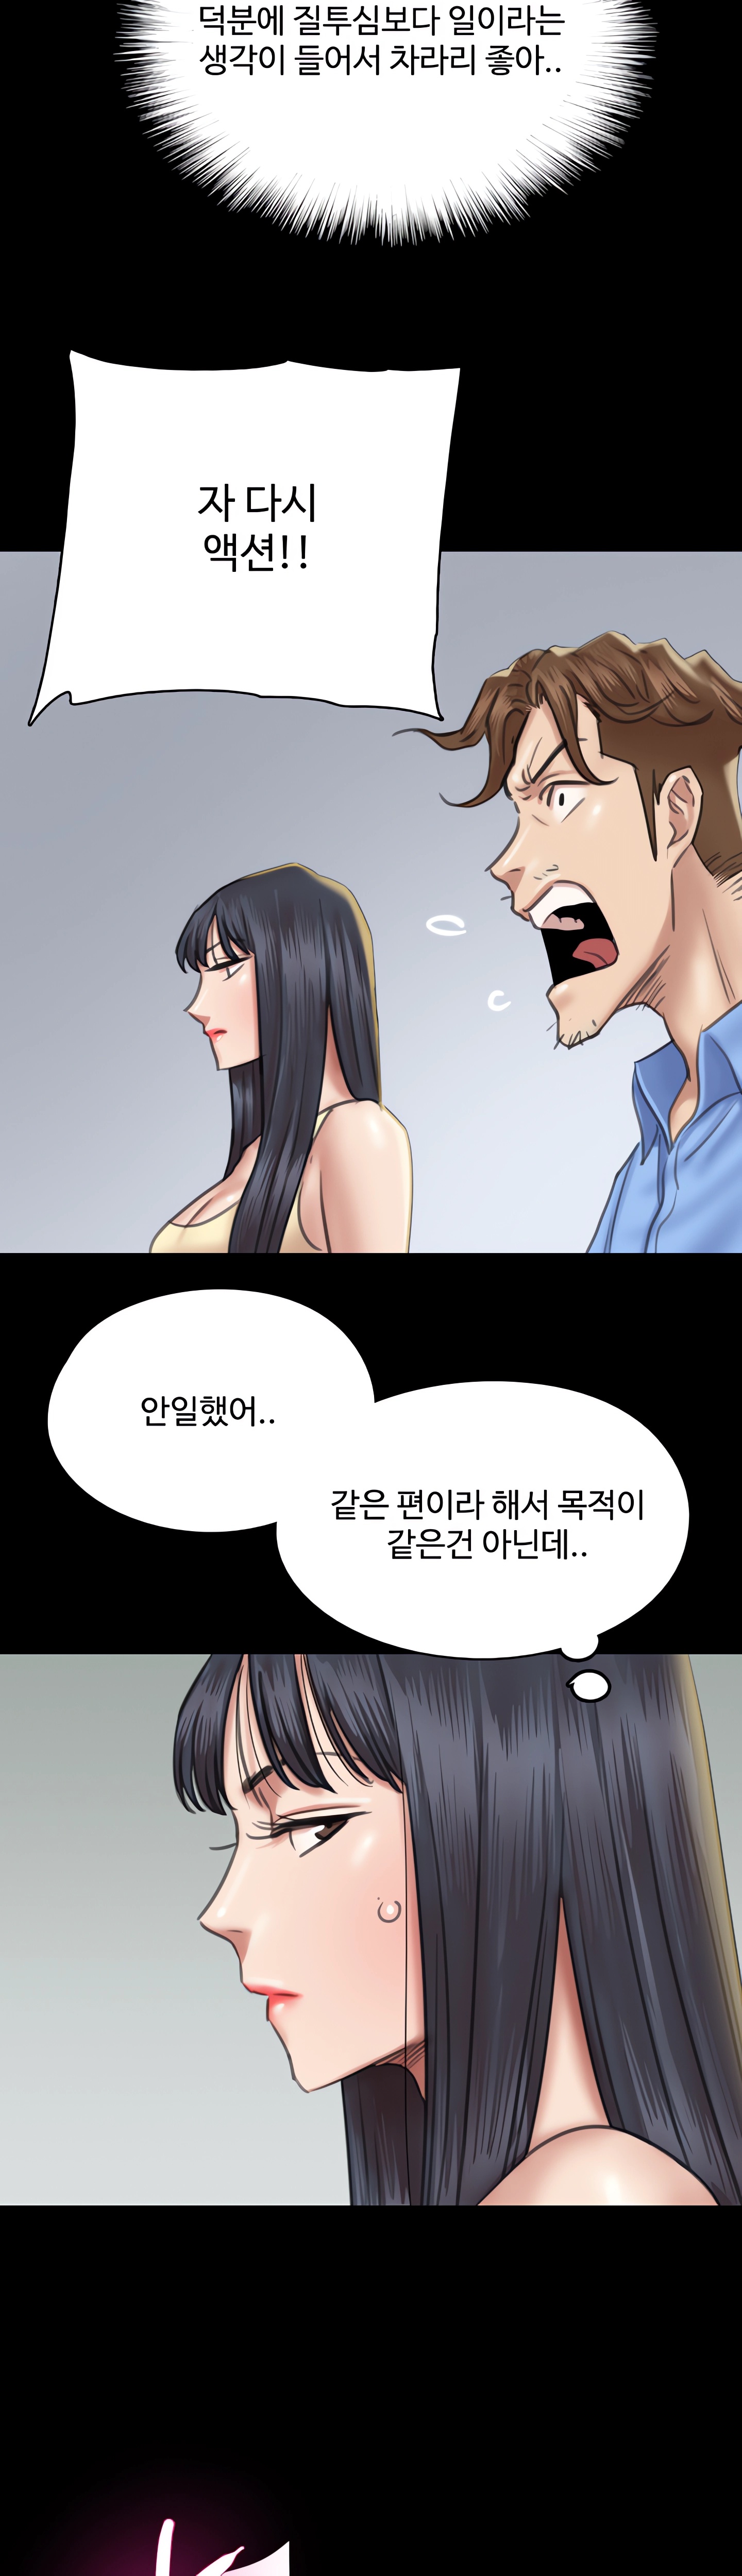 덕분에 질투심보다 일이라는
생각이 들어서 차라리 좋아..
자 다시
액션!!
안일했어..
같은 편이라 해서 목적이
같은건 아닌데..